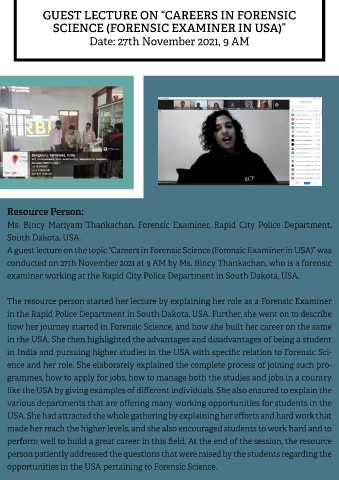 GUEST LECTURE ON “CAREERS IN FORENSIC
SCIENCE (FORENSIC EXAMINER IN USA)”
Date: 27th November 2021, 9 AM
Bengaluru, Karnataka, India
RCF
Resource Person:
Ms. Bincy Mariyam Thankachan, Forensic Examiner, Rapid City Police Department,
South Dakota, USA.
A guest lecture on the topic “Careers in Forensic Science (Forensic Examiner in USA)” was
conducted on 27th November 2021 at 9 AM by Ms. Bincy Thankachan, who is a forensic
examiner working at the Rapid City Police Department in South Dakota, USA.
The resource person started her lecture by explaining her role as a Forensic Examiner
in the Rapid Police Department in South Dakota, USA. Further, she went on to describe
how her journey started in Forensic Science, and how she built her career on the same
in the USA. She then highlighted the advantages and disadvantages of being a student
in India and pursuing higher studies in the USA with specific relation to Forensic Sci-
ence and her role. She elaborately explained the complete process of joining such pro-
grammes, how to apply for jobs, how to manage both the studies and jobs in a country
like the USA by giving examples of different individuals. She also ensured to explain the
various departments that are offering many working opportunities for students in the
USA. She had attracted the whole gathering by explaining her efforts and hard work that
made her reach the higher levels, and she also encouraged students to work hard and to
perform well to build a great career in this field. At the end of the session, the resource
person patiently addressed the questions that were raised by the students regarding the
opportunities in the USA pertaining to Forensic Science.